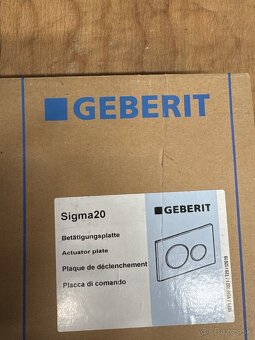 GEBERIT
Sigma20
GEBERIT
Betätigungsplatte
Actuator plate
Plaque de déclenchement
Placca di comando